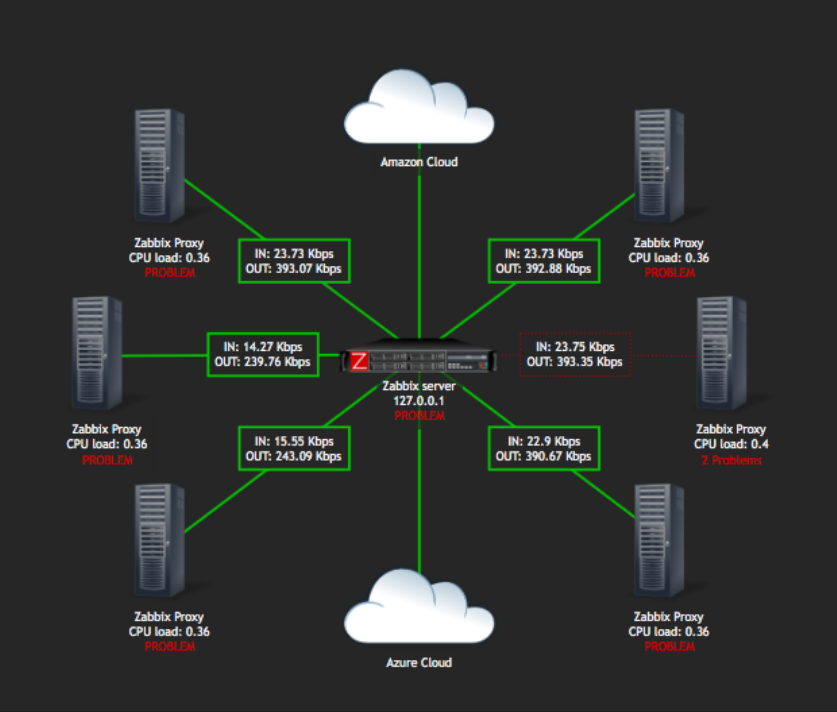 Amazon Cloud
Zabbix Proxy
CPU load: 0.36
PROBLEM
Zabbix Proxy
CPU load: 0.36
PROBLEM
IN: 23.73 Kbps
OUT: 393.07 Kbps
IN: 23.73 Kbps
OUT: 392.88 Kbps
IN: 14.27 Kbps
OUT: 239.76 Kbps
Z
IN: 23.75 Kbps
OUT: 393.35 Kbps
Zabbix server
127.0.0.1
PROBLEM
Zabbix Proxy
CPU load: 0.36
PROBLEM
Zabbix Proxy
CPU load: 0.4
2 Problems
IN: 15.55 Kbps
OUT: 243.09 Kbps
IN: 22.9 Kbps
OUT: 390.67 Kbps
Zabbix Proxy
CPU load: 0.36
PROBLEM
Zabbix Proxy
CPU load: 0.36
PROBLEM
Azure Cloud